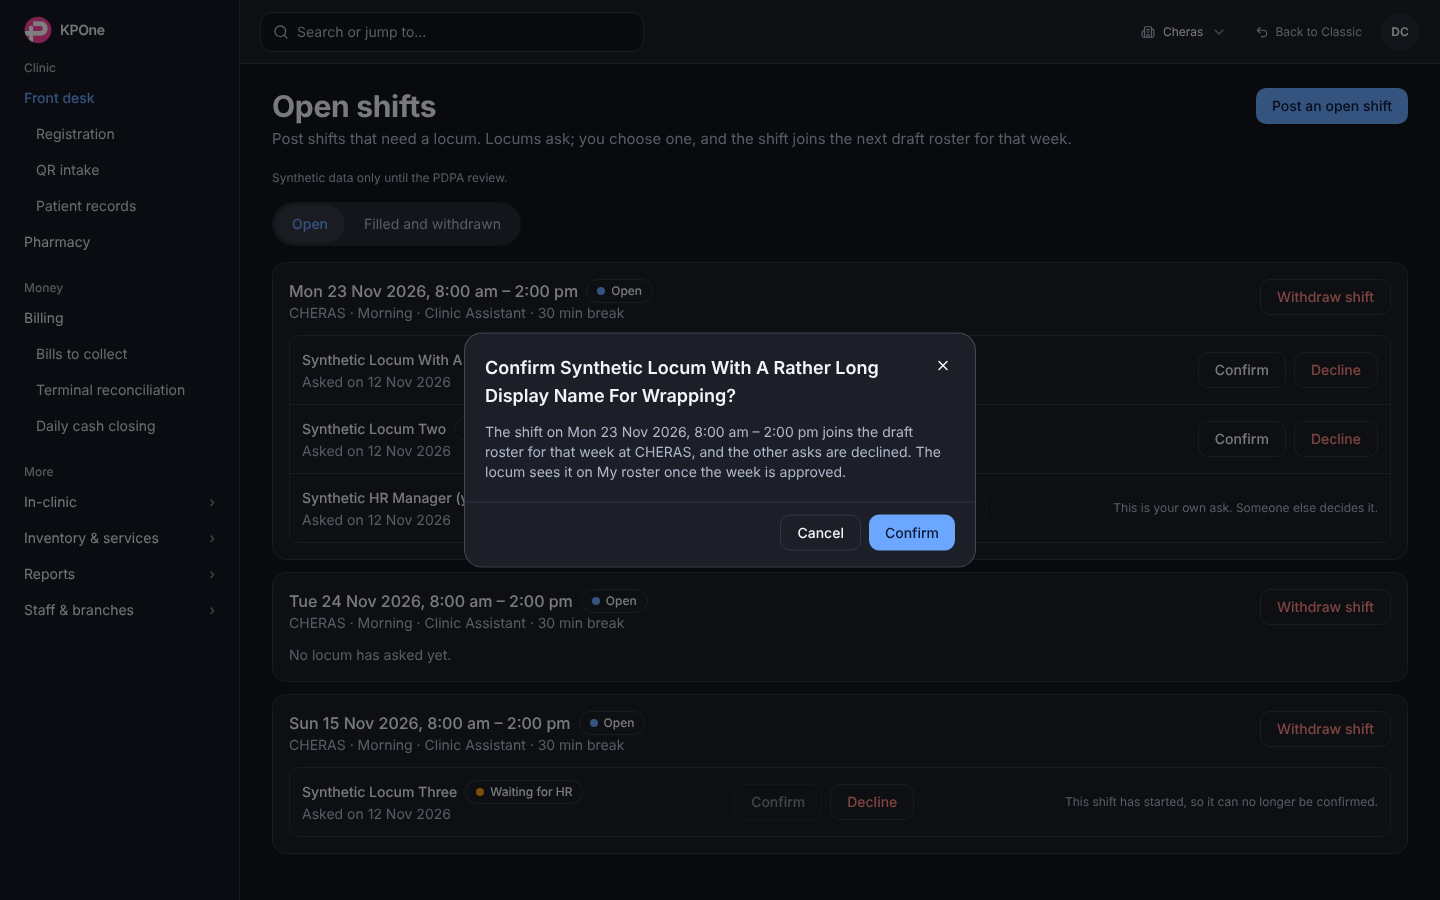 KPOne
Search or jump to...
Cheras
Back to Classic
DC
Clinic
Front desk
Registration
QR intake
Patient records
Pharmacy
Money
Billing
Bills to collect
Terminal reconciliation
Daily cash closing
More
In-clinic
Inventory & services
Reports
Staff & branches
Open shifts
Post an open shift
Post shifts that need a locum. Locums ask; you choose one, and the shift joins the next draft roster for that week.
Synthetic data only until the PDPA review.
Open
Filled and withdrawn
Mon 23 Nov 2026, 8:00 am – 2:00 pm
Open
Withdraw shift
CHERAS · Morning · Clinic Assistant · 30 min break
Synthetic Locum With A
Asked on 12 Nov 2026
Confirm
Decline
Synthetic Locum Two
Asked on 12 Nov 2026
Confirm
Decline
Synthetic HR Manager
Asked on 12 Nov 2026
This is your own ask. Someone else decides it.
Confirm Synthetic Locum With A Rather Long
Display Name For Wrapping?
The shift on Mon 23 Nov 2026, 8:00 am – 2:00 pm joins the draft
roster for that week at CHERAS, and the other asks are declined. The
locum sees it on My roster once the week is approved.
Cancel
Confirm
Tue 24 Nov 2026, 8:00 am – 2:00 pm
Open
Withdraw shift
CHERAS · Morning · Clinic Assistant · 30 min break
No locum has asked yet.
Sun 15 Nov 2026, 8:00 am – 2:00 pm
Open
Withdraw shift
CHERAS · Morning · Clinic Assistant · 30 min break
Synthetic Locum Three
Waiting for HR
Asked on 12 Nov 2026
Confirm
Decline
This shift has started, so it can no longer be confirmed.